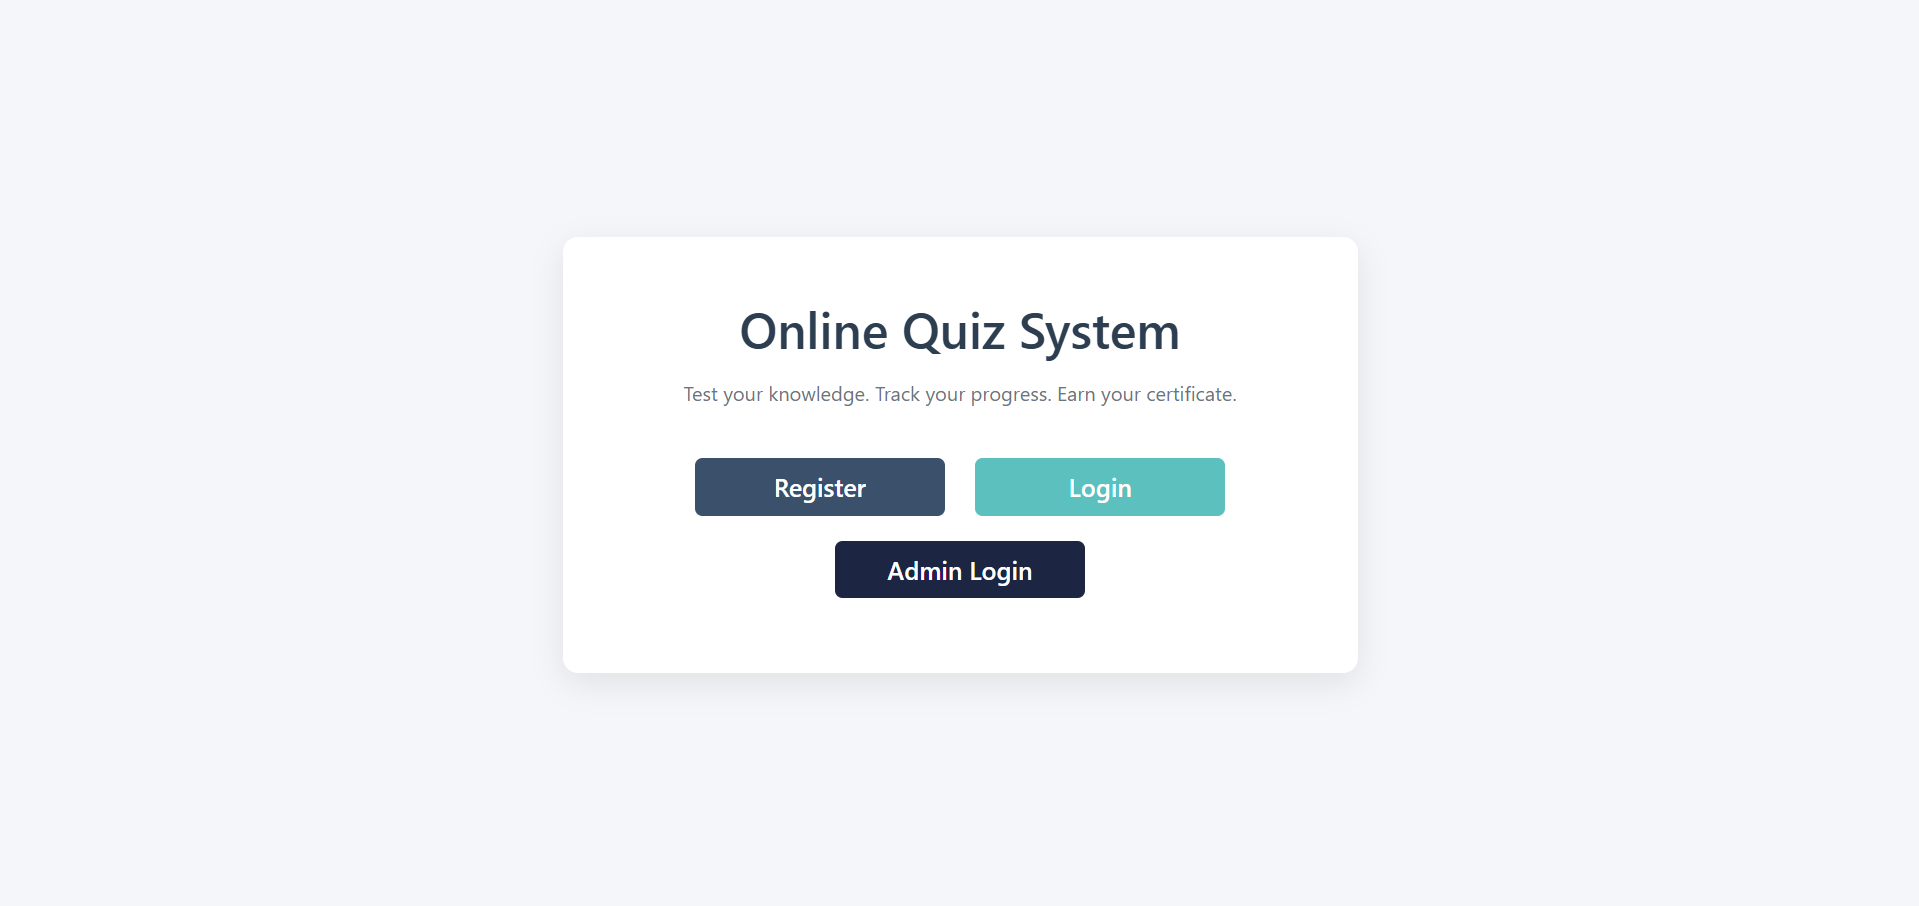 Online Quiz System
Test your knowledge. Track your progress. Earn your certificate.
Register
Login
Admin Login